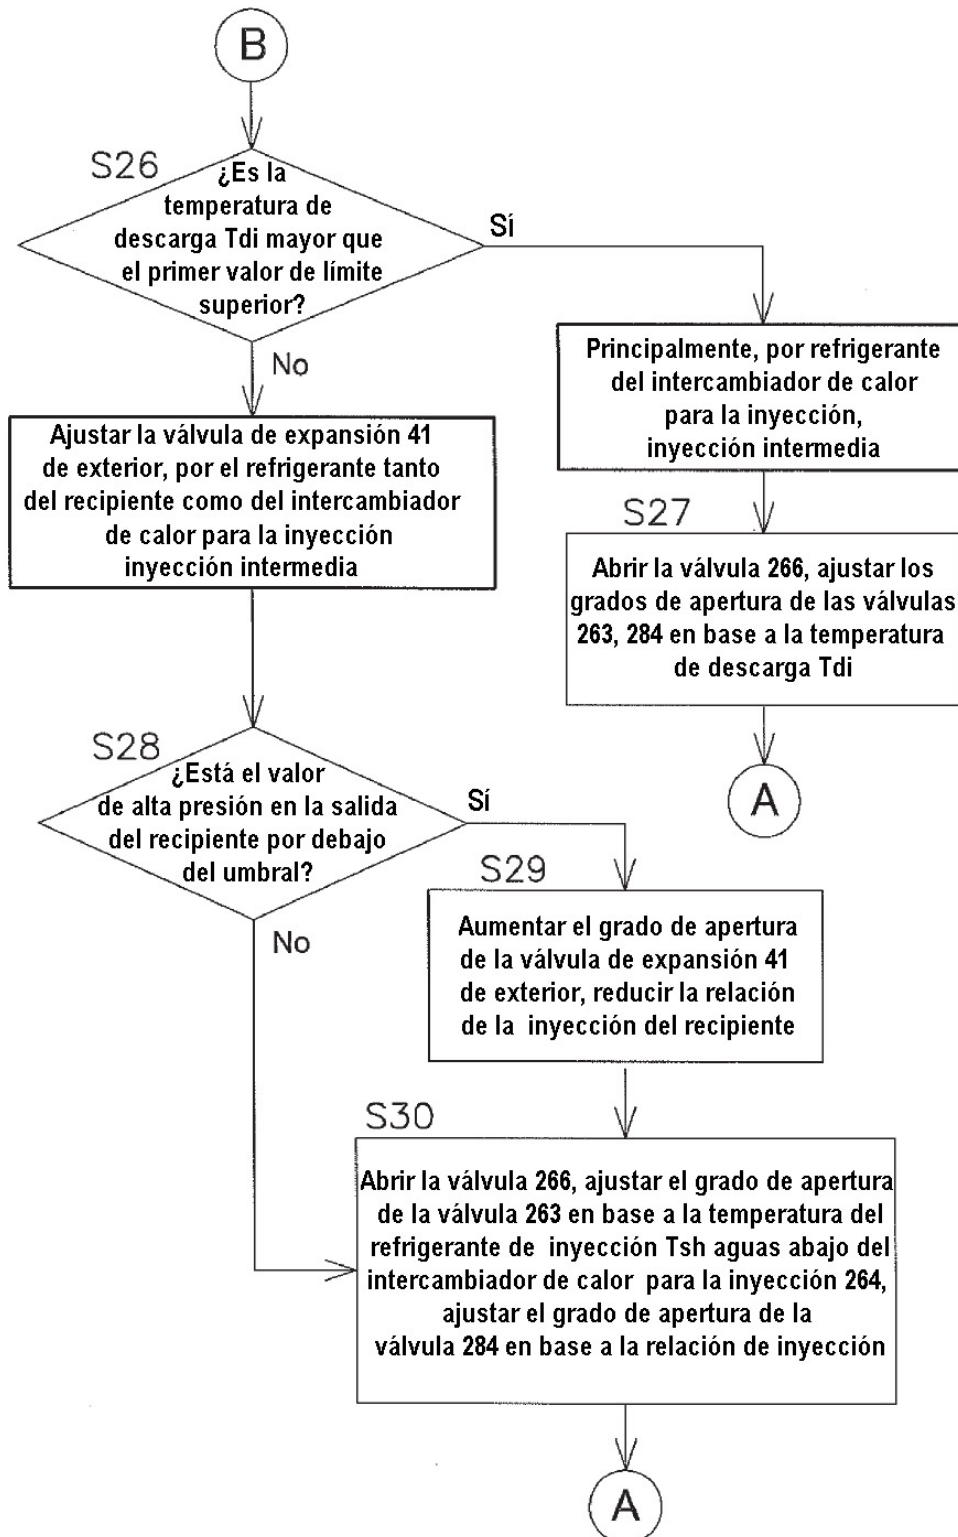 B
S26
¿Es la
temperatura de
descarga Tdi mayor que
el primer valor de límite
superior?
Sí
No
Principalmente, por refrigerante
del intercambiador de calor
para la inyección,
inyección intermedia
Ajustar la válvula de expansión 41
de exterior, por el refrigerante tanto
del recipiente como del intercambiador
de calor para la inyección
inyección intermedia
S27
Abrir la válvula 266, ajustar los
grados de apertura de las válvulas
263, 284 en base a la temperatura
de descarga Tdi
A
S28
¿Está el valor
de alta presión en la salida
del recipiente por debajo
del umbral?
Sí
No
S29
Aumentar el grado de apertura
de la válvula de expansión 41
de exterior, reducir la relación
de la inyección del recipiente
S30
Abrir la válvula 266, ajustar el grado de apertura
de la válvula 263 en base a la temperatura del
refrigerante de inyección Tsh aguas abajo del
intercambiador de calor para la inyección 264,
ajustar el grado de apertura de la
válvula 284 en base a la relación de inyección
A